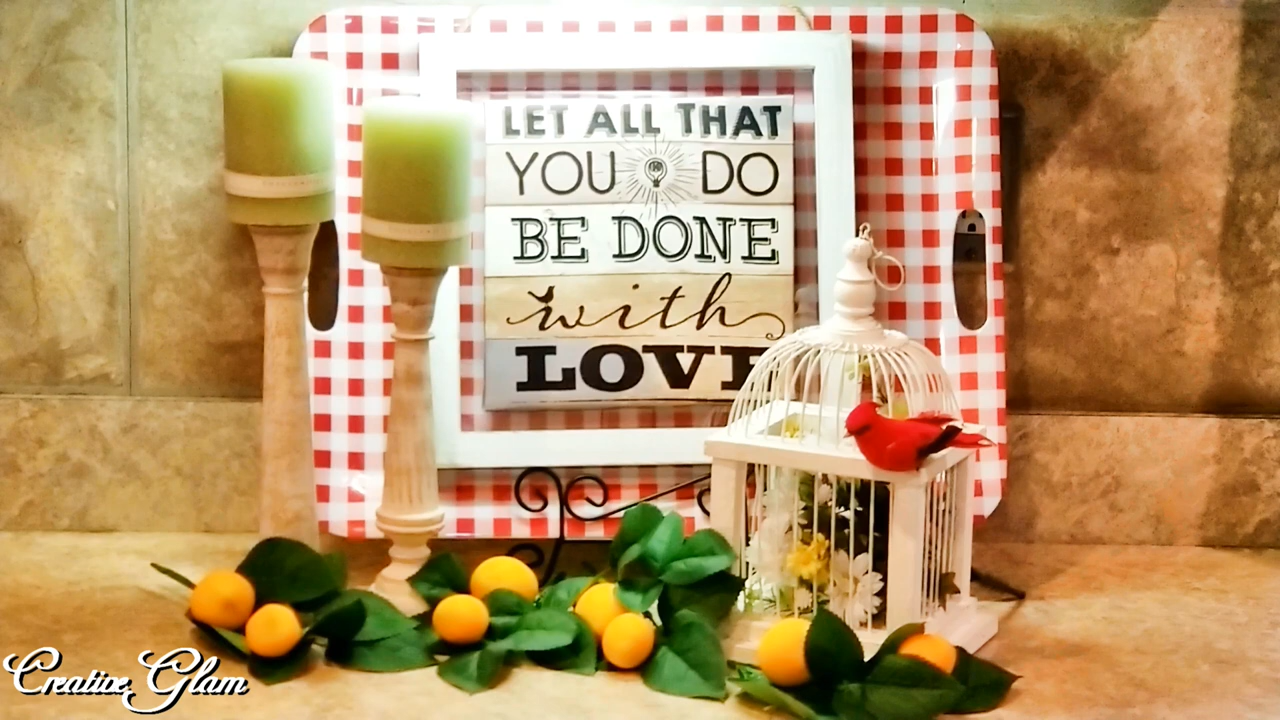 LET ALL THAT
YOU DO
BE DONE
with
LOVE
Creative Glam